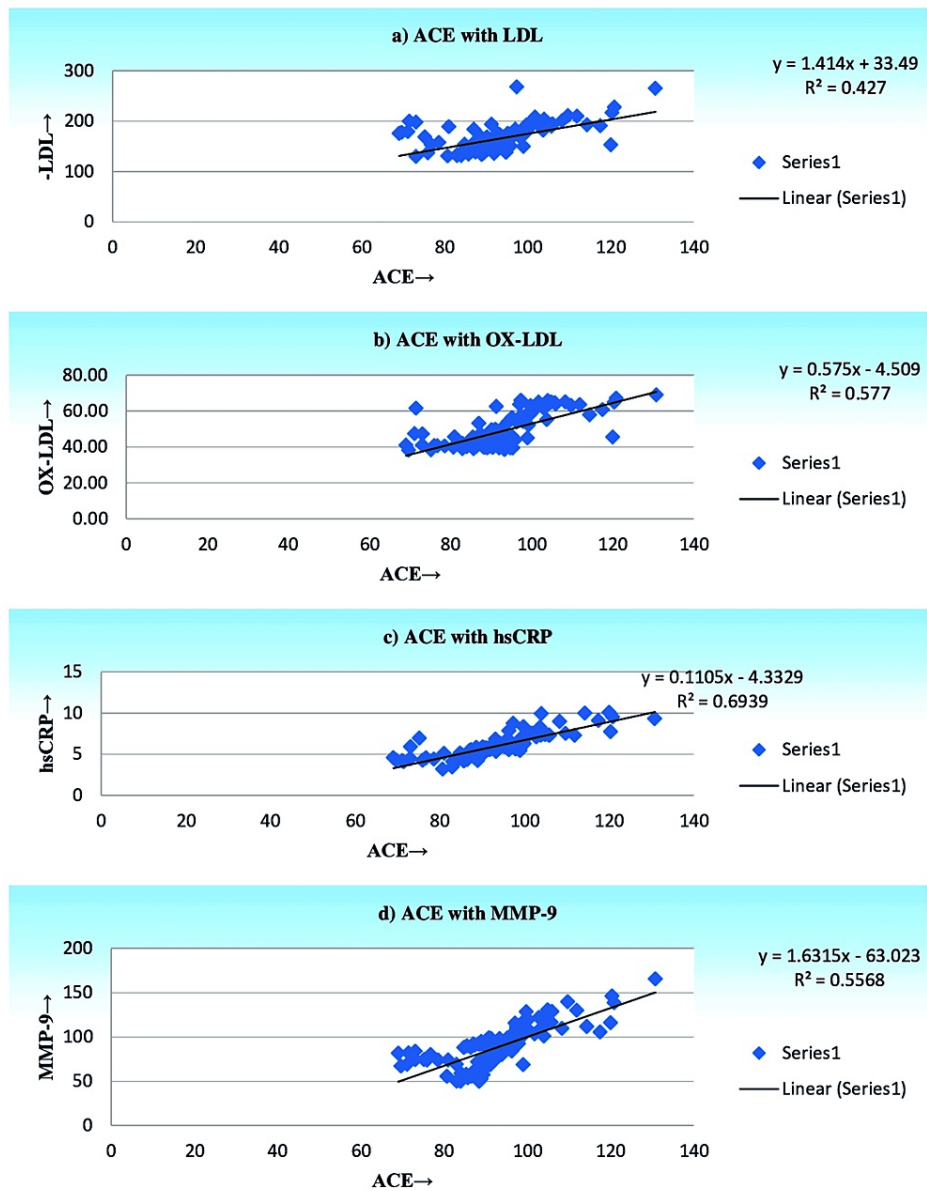 a) ACE with LDL
y = 1.414x + 33.49
R² = 0.427
300
200
100
0
-LDL→
0 20 40 60 80 100 120 140
ACE→
Series1
Linear (Series1)
b) ACE with OX-LDL
y = 0.575x - 4.509
R² = 0.577
80.00
60.00
40.00
20.00
0.00
OX-LDL→
0 20 40 60 80 100 120 140
ACE→
Series1
Linear (Series1)
c) ACE with hsCRP
y = 0.1105x - 4.3329
R² = 0.6939
15
10
5
0
hsCRP→
0 20 40 60 80 100 120 140
ACE→
Series1
Linear (Series1)
d) ACE with MMP-9
y = 1.6315x - 63.023
R² = 0.5568
200
150
100
50
0
MMP-9→
0 20 40 60 80 100 120 140
ACE→
Series1
Linear (Series1)